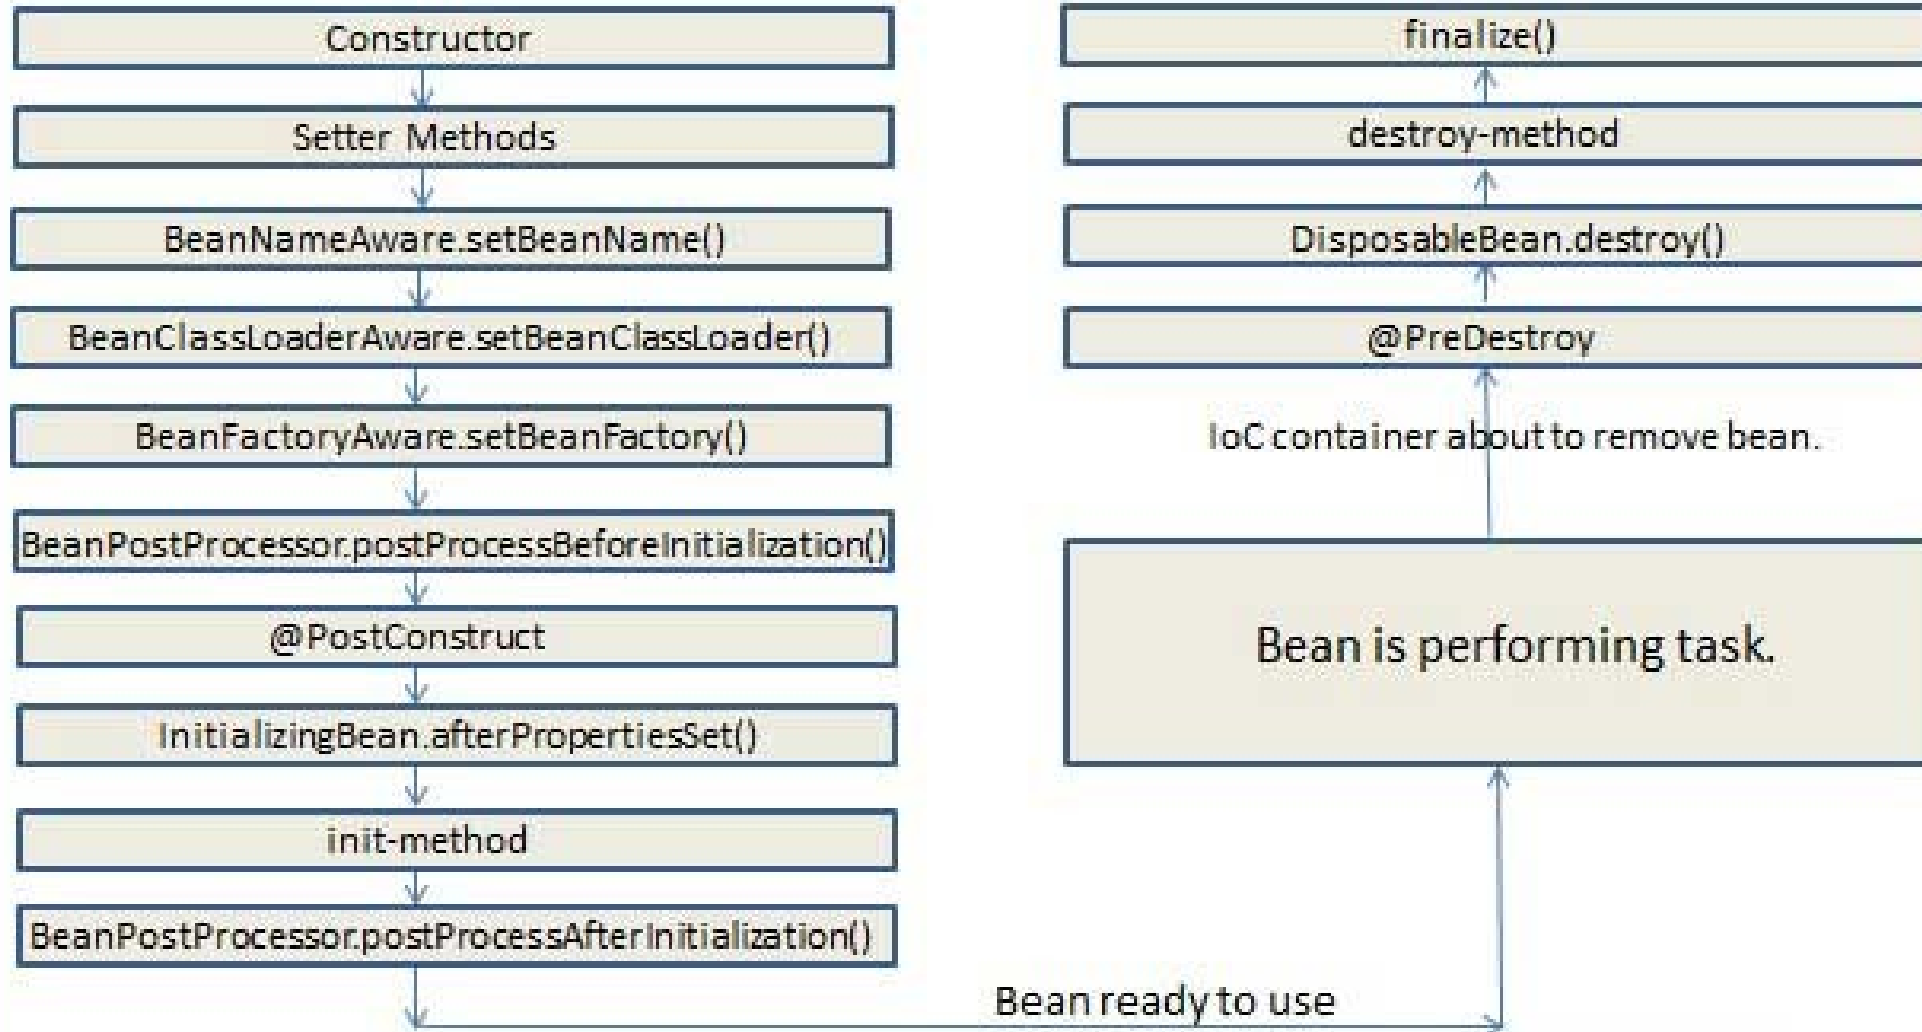 Constructor
Setter Methods
BeanNameAware.setBeanName()
BeanClassLoaderAware.setBeanClassLoader()
BeanFactoryAware.setBeanFactory()
BeanPostProcessor.postProcessBeforeInitialization()
@PostConstruct
InitializingBean.afterPropertiesSet()
init-method
BeanPostProcessor.postProcessAfterInitialization()
Bean ready to use
Bean is performing task.
IoC container about to remove bean.
@PreDestroy
DisposableBean.destroy()
destroy-method
finalize()